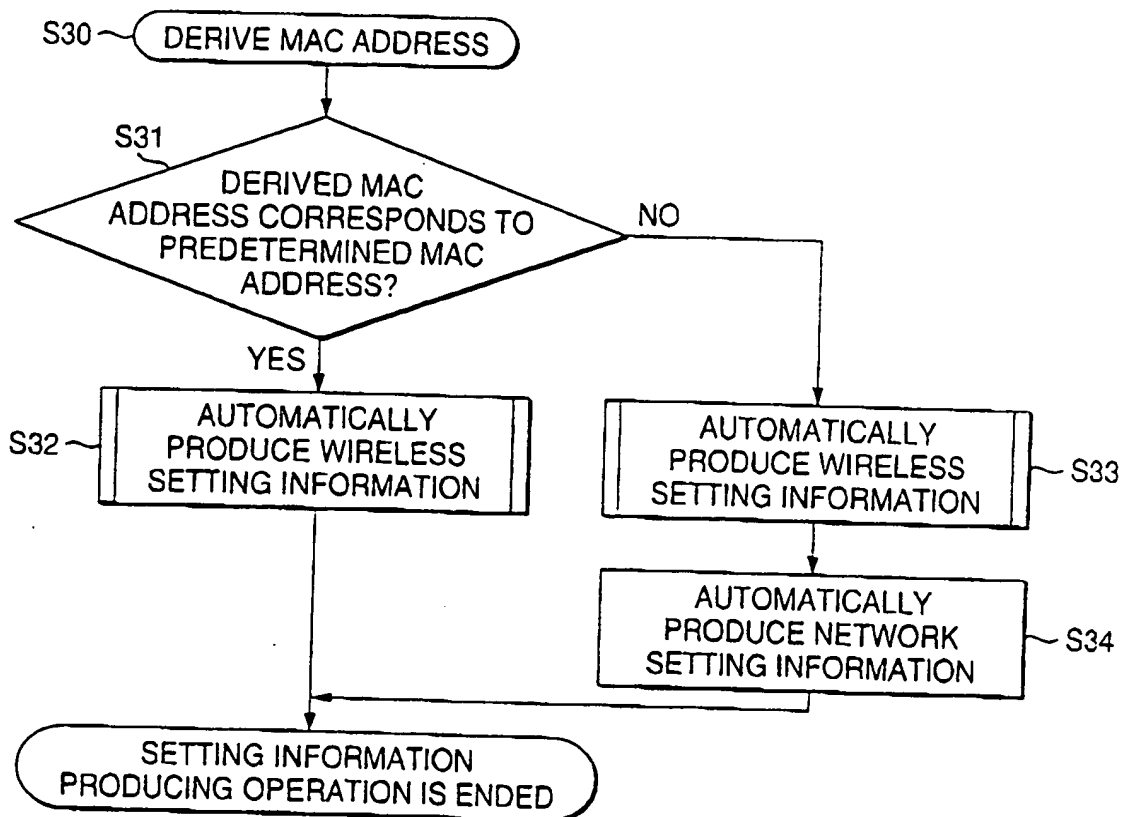 S30
DERIVE MAC ADDRESS
S31
DERIVED MAC
ADDRESS CORRESPONDS TO
PREDETERMINED MAC
ADDRESS?
NO
YES
S32
AUTOMATICALLY
PRODUCE WIRELESS
SETTING INFORMATION
AUTOMATICALLY
PRODUCE WIRELESS
SETTING INFORMATION
S33
AUTOMATICALLY
PRODUCE NETWORK
SETTING INFORMATION
S34
SETTING INFORMATION
PRODUCING OPERATION IS ENDED